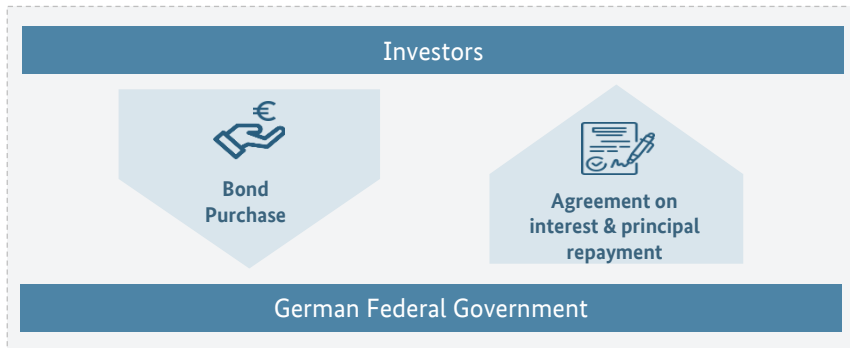 Investors
€
Bond
Purchase
Agreement on
interest & principal
repayment
German Federal Government